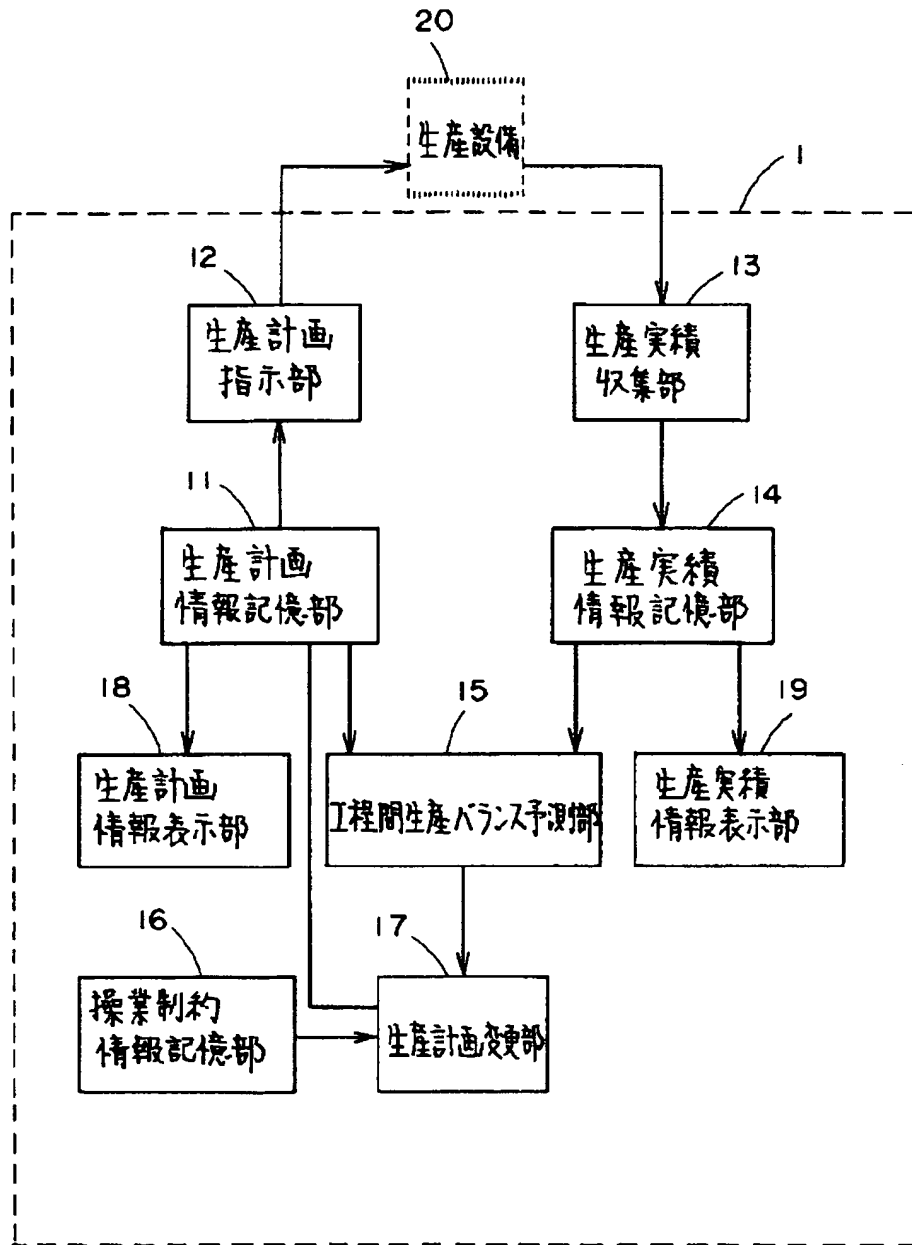 20
生産設備
1
12
生産計画
指示部
13
生産実績
収集部
11
生産計画
情報記憶部
14
生産実績
情報記憶部
18
生産計画
情報表示部
15
工程間生産バランス予測部
19
生産実績
情報表示部
16
操業制約
情報記憶部
17
生産計画変更部